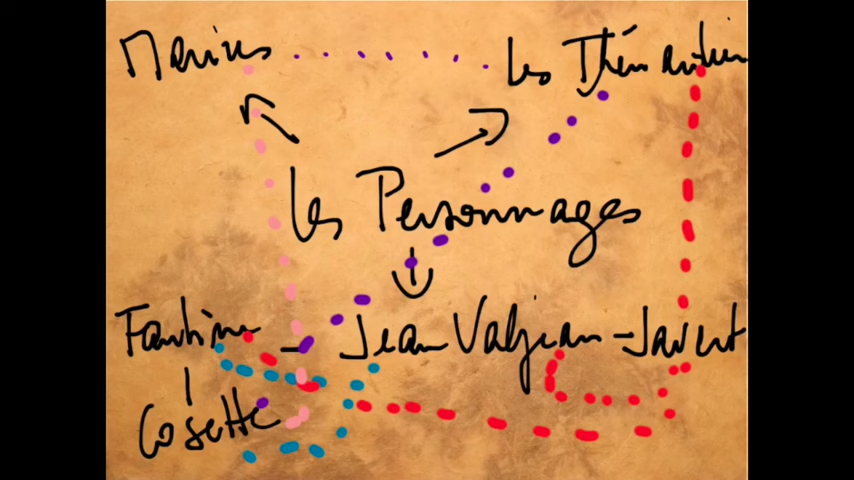 Marius Les Thénardier
Les Personnages
Fantine - Jean Valjean - Javert
Cosette